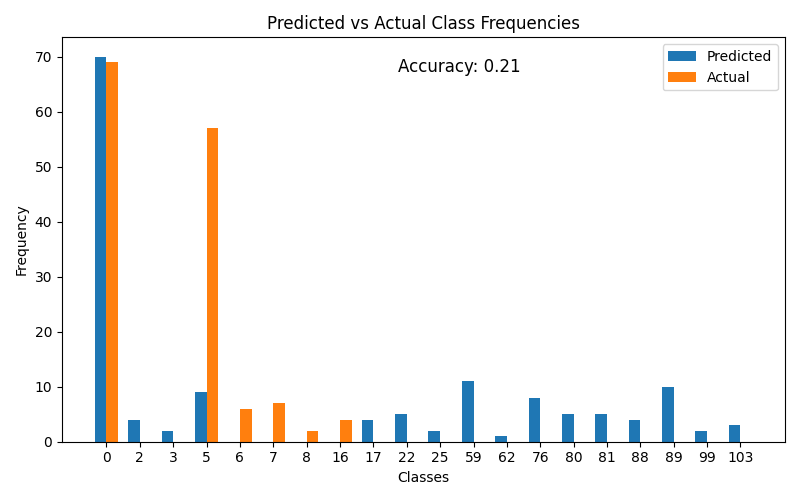 Predicted vs Actual Class Frequencies
Accuracy: 0.21
Predicted
Actual
Frequency
70
60
50
40
30
20
10
0
0 2 3 5 6 7 8 16 17 22 25 59 62 76 80 81 88 89 99 103
Classes